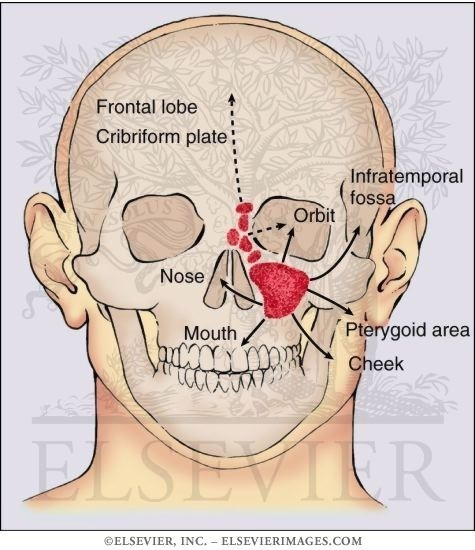 Frontal lobe
Cribriform plate
Infratemporal
fossa
Orbit
Nose
Mouth
Pterygoid area
Cheek
ELSEVIER
©ELSEVIER, INC. – ELSEVIERIMAGES.COM